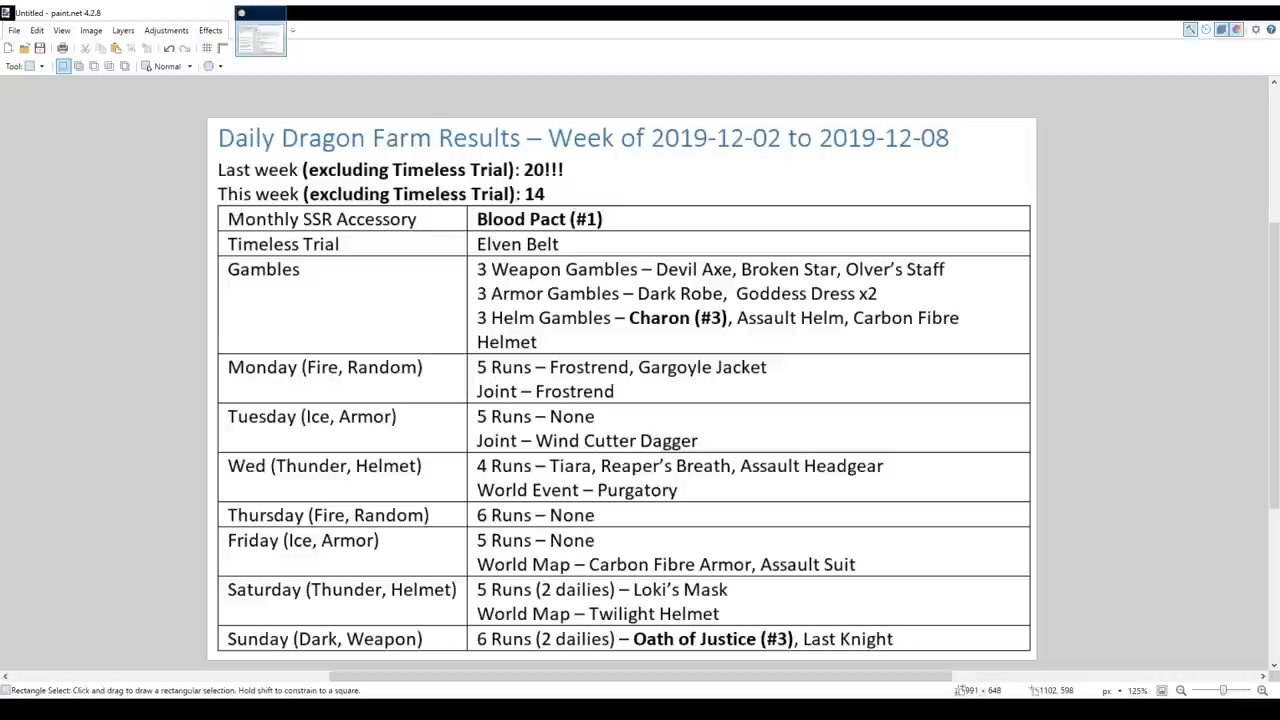 Untitled - paint.net 4.2.8
File Edit View Image Layers Adjustments Effects
Tool: Normal
Daily Dragon Farm Results – Week of 2019-12-02 to 2019-12-08
Last week (excluding Timeless Trial): 20!!!
This week (excluding Timeless Trial): 14
Monthly SSR Accessory Blood Pact (#1)
Timeless Trial Elven Belt
Gambles 3 Weapon Gambles – Devil Axe, Broken Star, Olver's Staff
3 Armor Gambles – Dark Robe, Goddess Dress x2
3 Helm Gambles – Charon (#3), Assault Helm, Carbon Fibre
Helmet
Monday (Fire, Random) 5 Runs – Frostrend, Gargoyle Jacket
Joint – Frostrend
Tuesday (Ice, Armor) 5 Runs – None
Joint – Wind Cutter Dagger
Wed (Thunder, Helmet) 4 Runs – Tiara, Reaper's Breath, Assault Headgear
World Event – Purgatory
Thursday (Fire, Random) 6 Runs – None
Friday (Ice, Armor) 5 Runs – None
World Map – Carbon Fibre Armor, Assault Suit
Saturday (Thunder, Helmet) 5 Runs (2 dailies) – Loki's Mask
World Map – Twilight Helmet
Sunday (Dark, Weapon) 6 Runs (2 dailies) – Oath of Justice (#3), Last Knight
Rectangle Select: Click and drag to draw a rectangular selection. Hold shift to constrain to a square. 991 × 648 1102, 598 px 125%